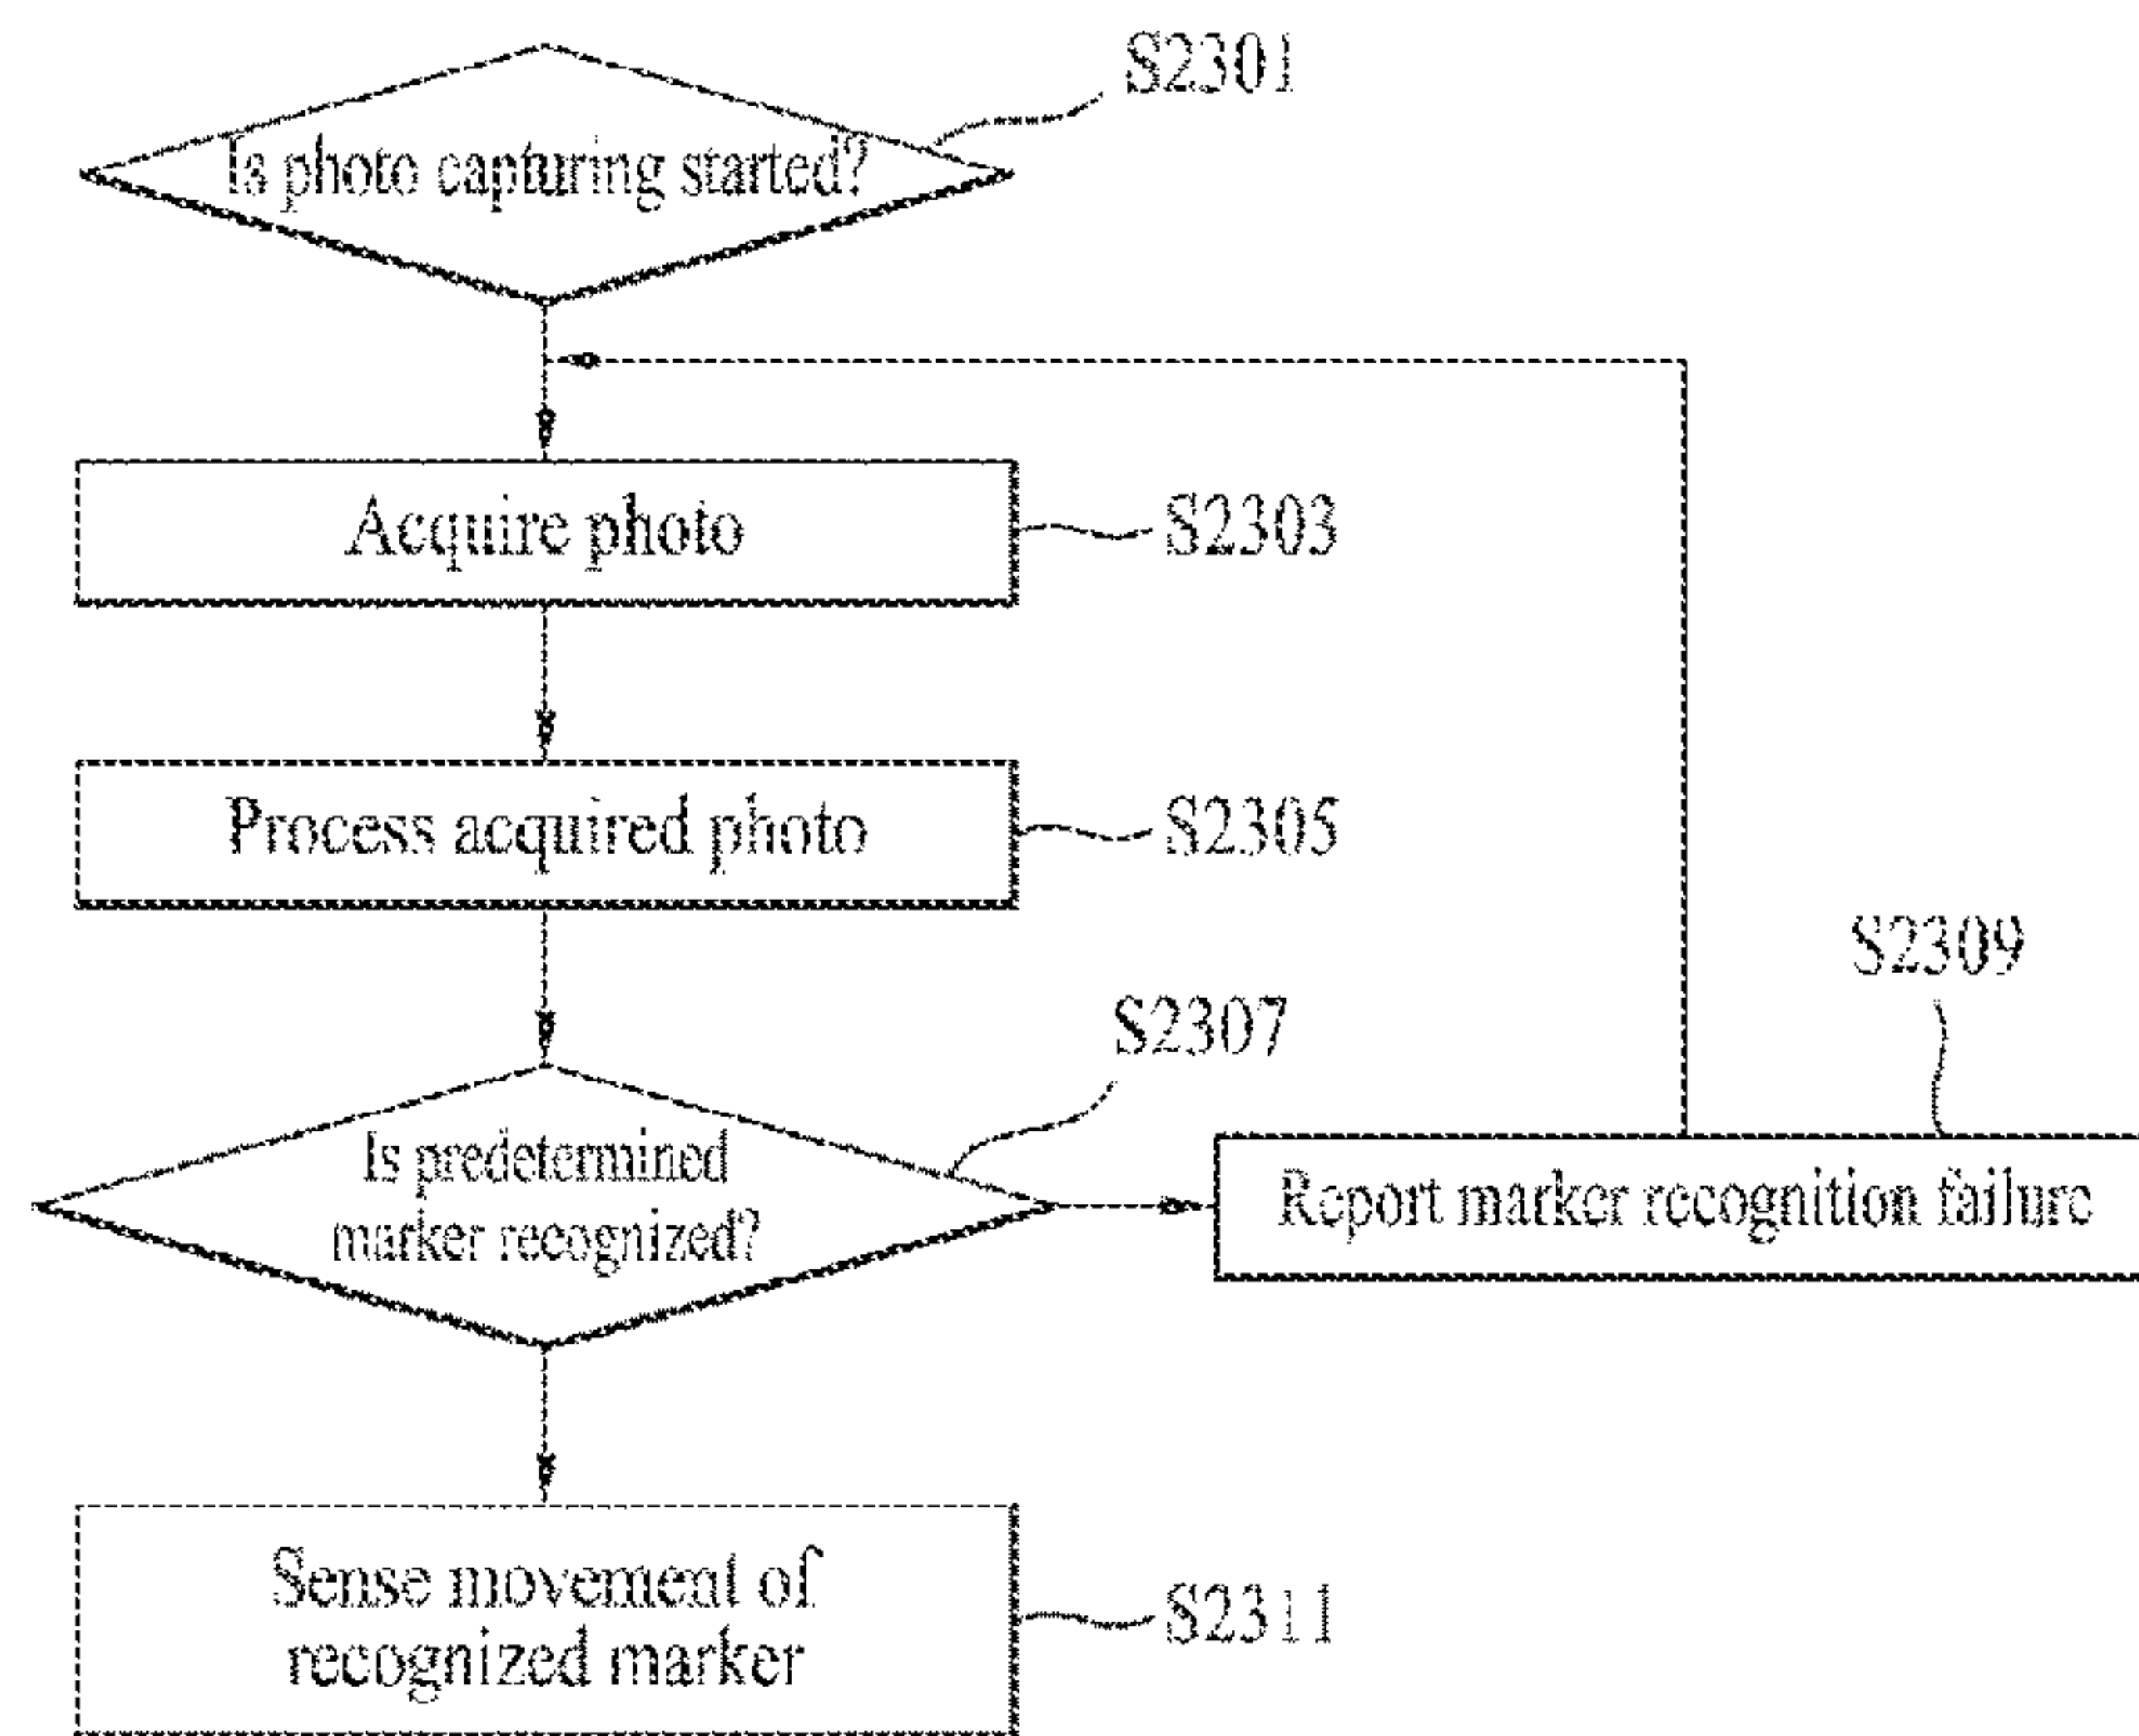 S2301
Is photo capturing started?
Acquire photo
S2303
Process acquired photo
S2305
S2309
S2307
Is predetermined
marker recognized?
Report marker recognition failure
Sense movement of
recognized marker
S2311